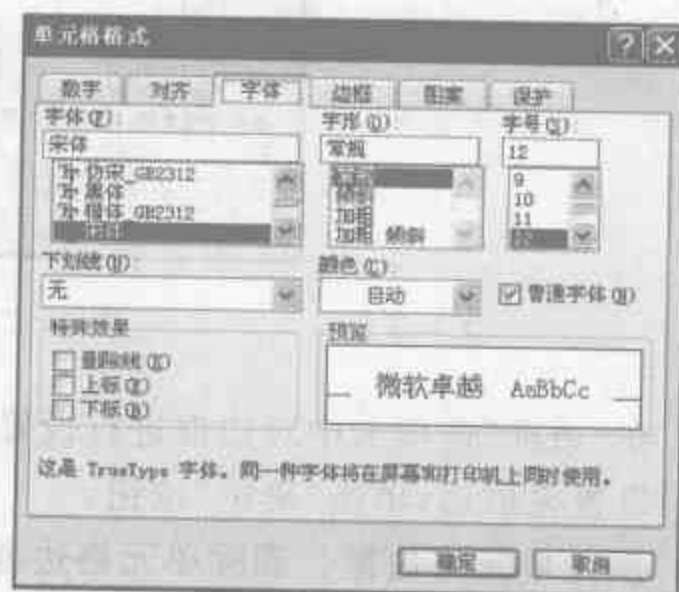 单元格格式
数字 对齐 字体 边框 图案 保护
字体(F): 字形(O): 字号(S):
宋体 常规 12
仿宋_GB2312 9
黑体 倾斜 10
楷体_GB2312 加粗 11
加粗 倾斜
下划线(U): 颜色(C):
无 自动 普通字体(N)
特殊效果 预览
删除线(K)
上标(E)
下标(B)
微软卓越 AaBbCc
这是 TrueType 字体。同一种字体将在屏幕和打印机上同时使用。
确定 取消